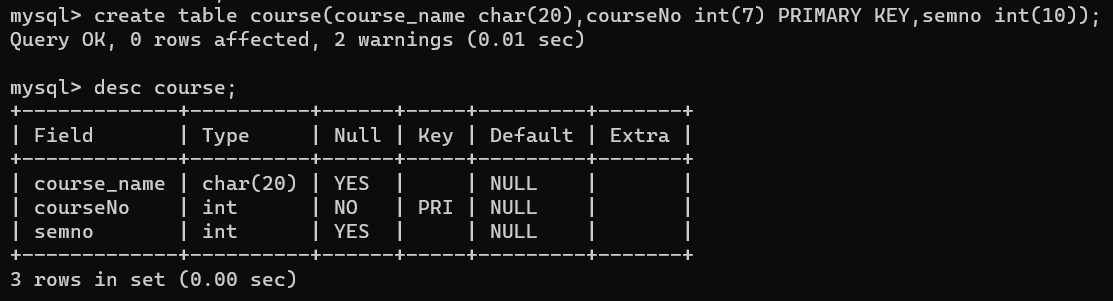 mysql> create table course(course_name char(20),courseNo int(7) PRIMARY KEY,semno int(10));
Query OK, 0 rows affected, 2 warnings (0.01 sec)

mysql> desc course;
+-------------+----------+------+-----+---------+-------+
| Field       | Type     | Null | Key | Default | Extra |
+-------------+----------+------+-----+---------+-------+
| course_name | char(20) | YES  |     | NULL    |       |
| courseNo    | int      | NO   | PRI | NULL    |       |
| semno       | int      | YES  |     | NULL    |       |
+-------------+----------+------+-----+---------+-------+
3 rows in set (0.00 sec)